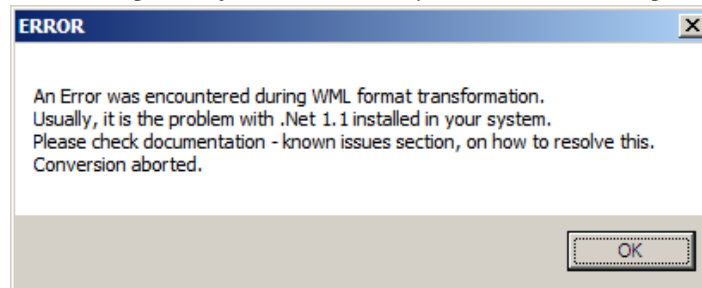 ERROR
An Error was encountered during WML format transformation.
Usually, it is the problem with .Net 1.1 installed in your system.
Please check documentation - known issues section, on how to resolve this.
Conversion aborted.
OK